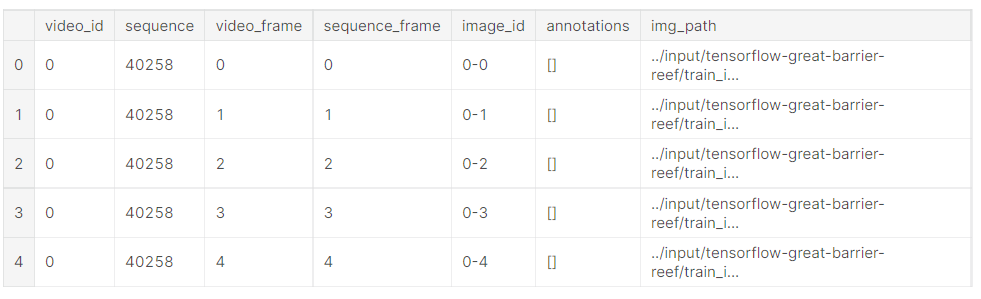 video_id sequence video_frame sequence_frame image_id annotations img_path
0 0 40258 0 0 0-0 [] ../input/tensorflow-great-barrier-
reef/train_i...
1 0 40258 1 1 0-1 [] ../input/tensorflow-great-barrier-
reef/train_i...
2 0 40258 2 2 0-2 [] ../input/tensorflow-great-barrier-
reef/train_i...
3 0 40258 3 3 0-3 [] ../input/tensorflow-great-barrier-
reef/train_i...
4 0 40258 4 4 0-4 [] ../input/tensorflow-great-barrier-
reef/train_i...